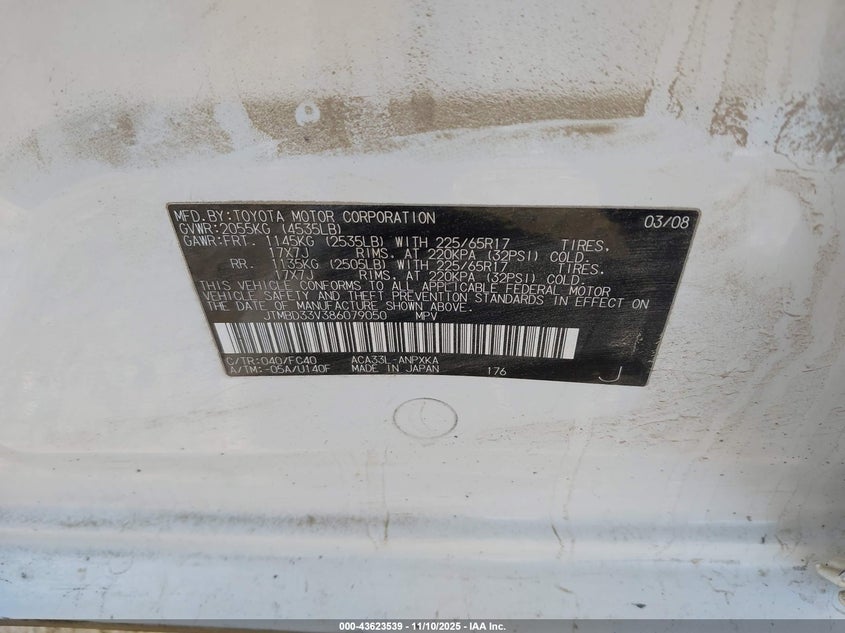 MFD.BY:TOYOTA MOTOR CORPORATION 03/08
GVWR:2055KG (4535LB)
GAWR:FRT. 1145KG (2535LB) WITH 225/65R17 TIRES.
17X7J RIMS. AT 220KPA (32PSI) COLD.
RR. 1135KG (2505LB) WITH 225/65R17 TIRES.
17X7J RIMS. AT 220KPA (32PSI) COLD.
THIS VEHICLE CONFORMS TO ALL APPLICABLE FEDERAL MOTOR
VEHICLE SAFETY AND THEFT PREVENTION STANDARDS IN EFFECT ON
THE DATE OF MANUFACTURE SHOWN ABOVE.
JTMBD33V386079050 MPV
C/TR:040/FC40 ACA33L-ANPXKA
A/TM:-05A/U140F MADE IN JAPAN 176 J
000-43623539 — 11/10/2025 — IAA Inc.